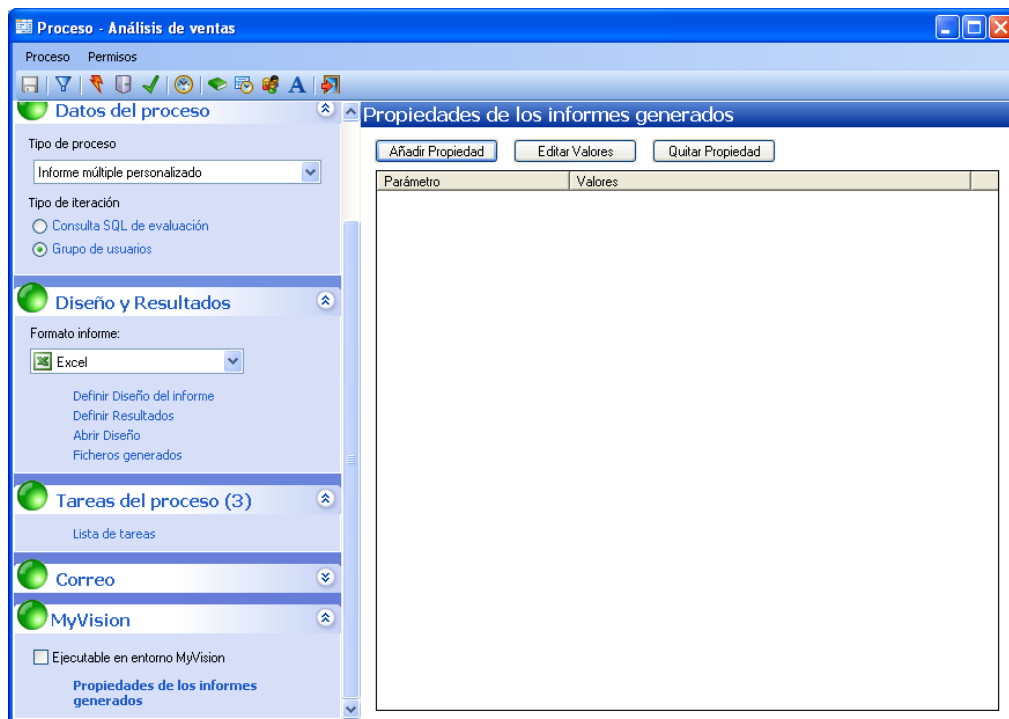 Proceso - Análisis de ventas
Proceso Permisos
A
Datos del proceso
Tipo de proceso
Informe múltiple personalizado
Tipo de iteración
Consulta SQL de evaluación
Grupo de usuarios
Diseño y Resultados
Formato informe:
Excel
Definir Diseño del informe
Definir Resultados
Abrir Diseño
Ficheros generados
Tareas del proceso (3)
Lista de tareas
Correo
MyVision
Ejecutable en entorno MyVision
Propiedades de los informes
generados
Propiedades de los informes generados
Añadir Propiedad Editar Valores Quitar Propiedad
Parámetro Valores